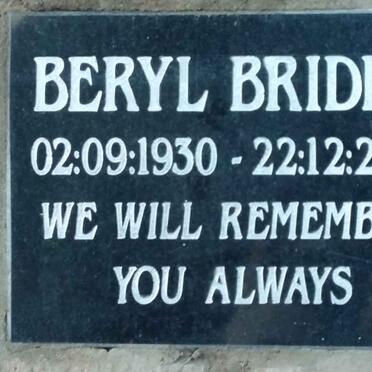 BERYL BRID
02:09:1930 - 22:12:2
WE WILL REMEMB
YOU ALWAYS